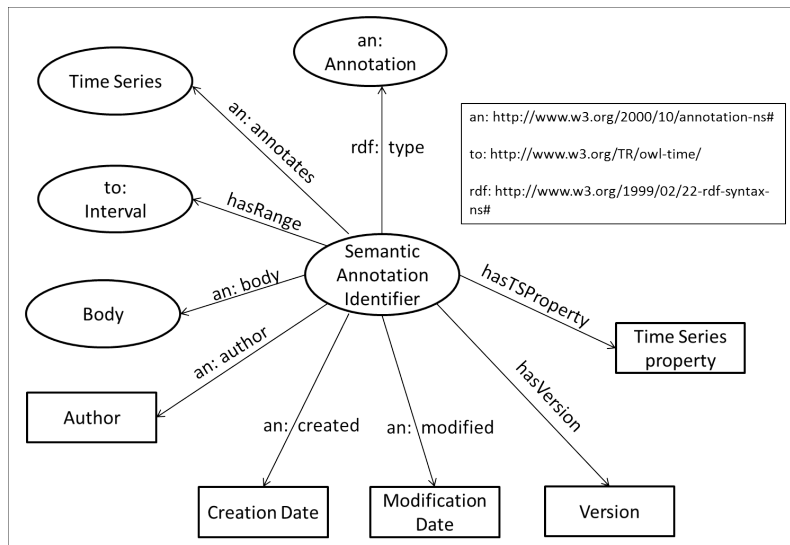 an:
Annotation
Time Series
an: annotates
rdf: type
an: http://www.w3.org/2000/10/annotation-ns#
to: http://www.w3.org/TR/owl-time/
rdf: http://www.w3.org/1999/02/22-rdf-syntax-
ns#
to:
Interval
hasRange
Semantic
Annotation
Identifier
an: body
Body
hasTSProperty
Time Series
property
an: author
Author
hasVersion
an: created
an: modified
Creation Date
Modification
Date
Version